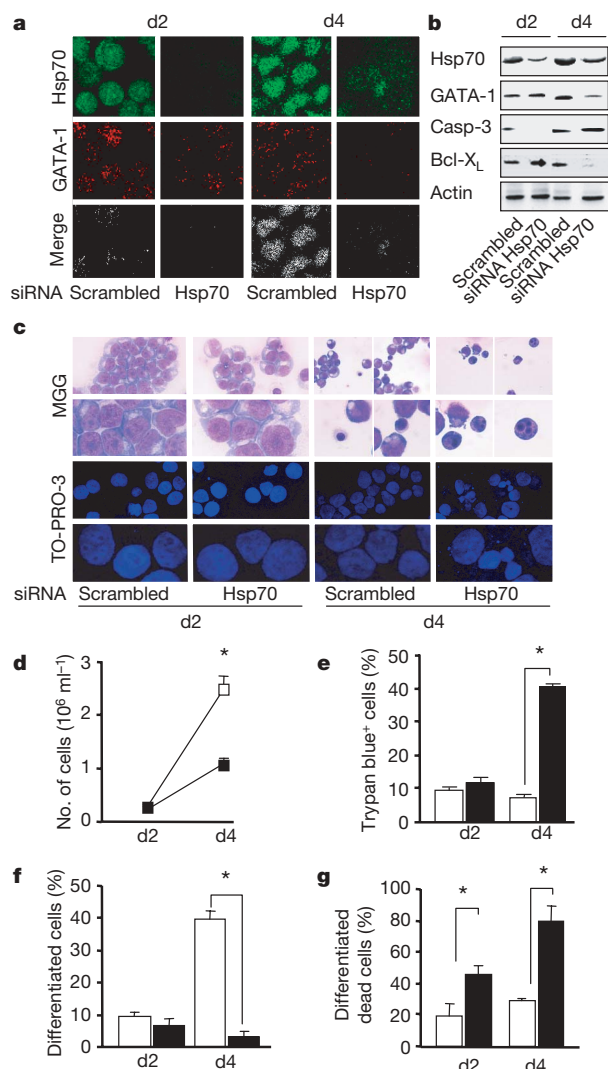 a
d2
d4
Hsp70
GATA-1
Merge
siRNA Scrambled Hsp70 Scrambled Hsp70
b
d2 d4
Hsp70
GATA-1
Casp-3
Bcl-XL
Actin
Scrambled
siRNA Hsp70
Scrambled
siRNA Hsp70
c
MGG
TO-PRO-3
siRNA Scrambled Hsp70 Scrambled Hsp70
d2 d4
d
No. of cells (10⁶ ml⁻¹)
3
2
1
0
*
d2 d4
e
Trypan blue⁺ cells (%)
50
40
30
20
10
0
*
d2 d4
f
Differentiated cells (%)
50
40
30
20
10
0
*
d2 d4
g
Differentiated
dead cells (%)
100
80
60
40
20
0
* *
d2 d4